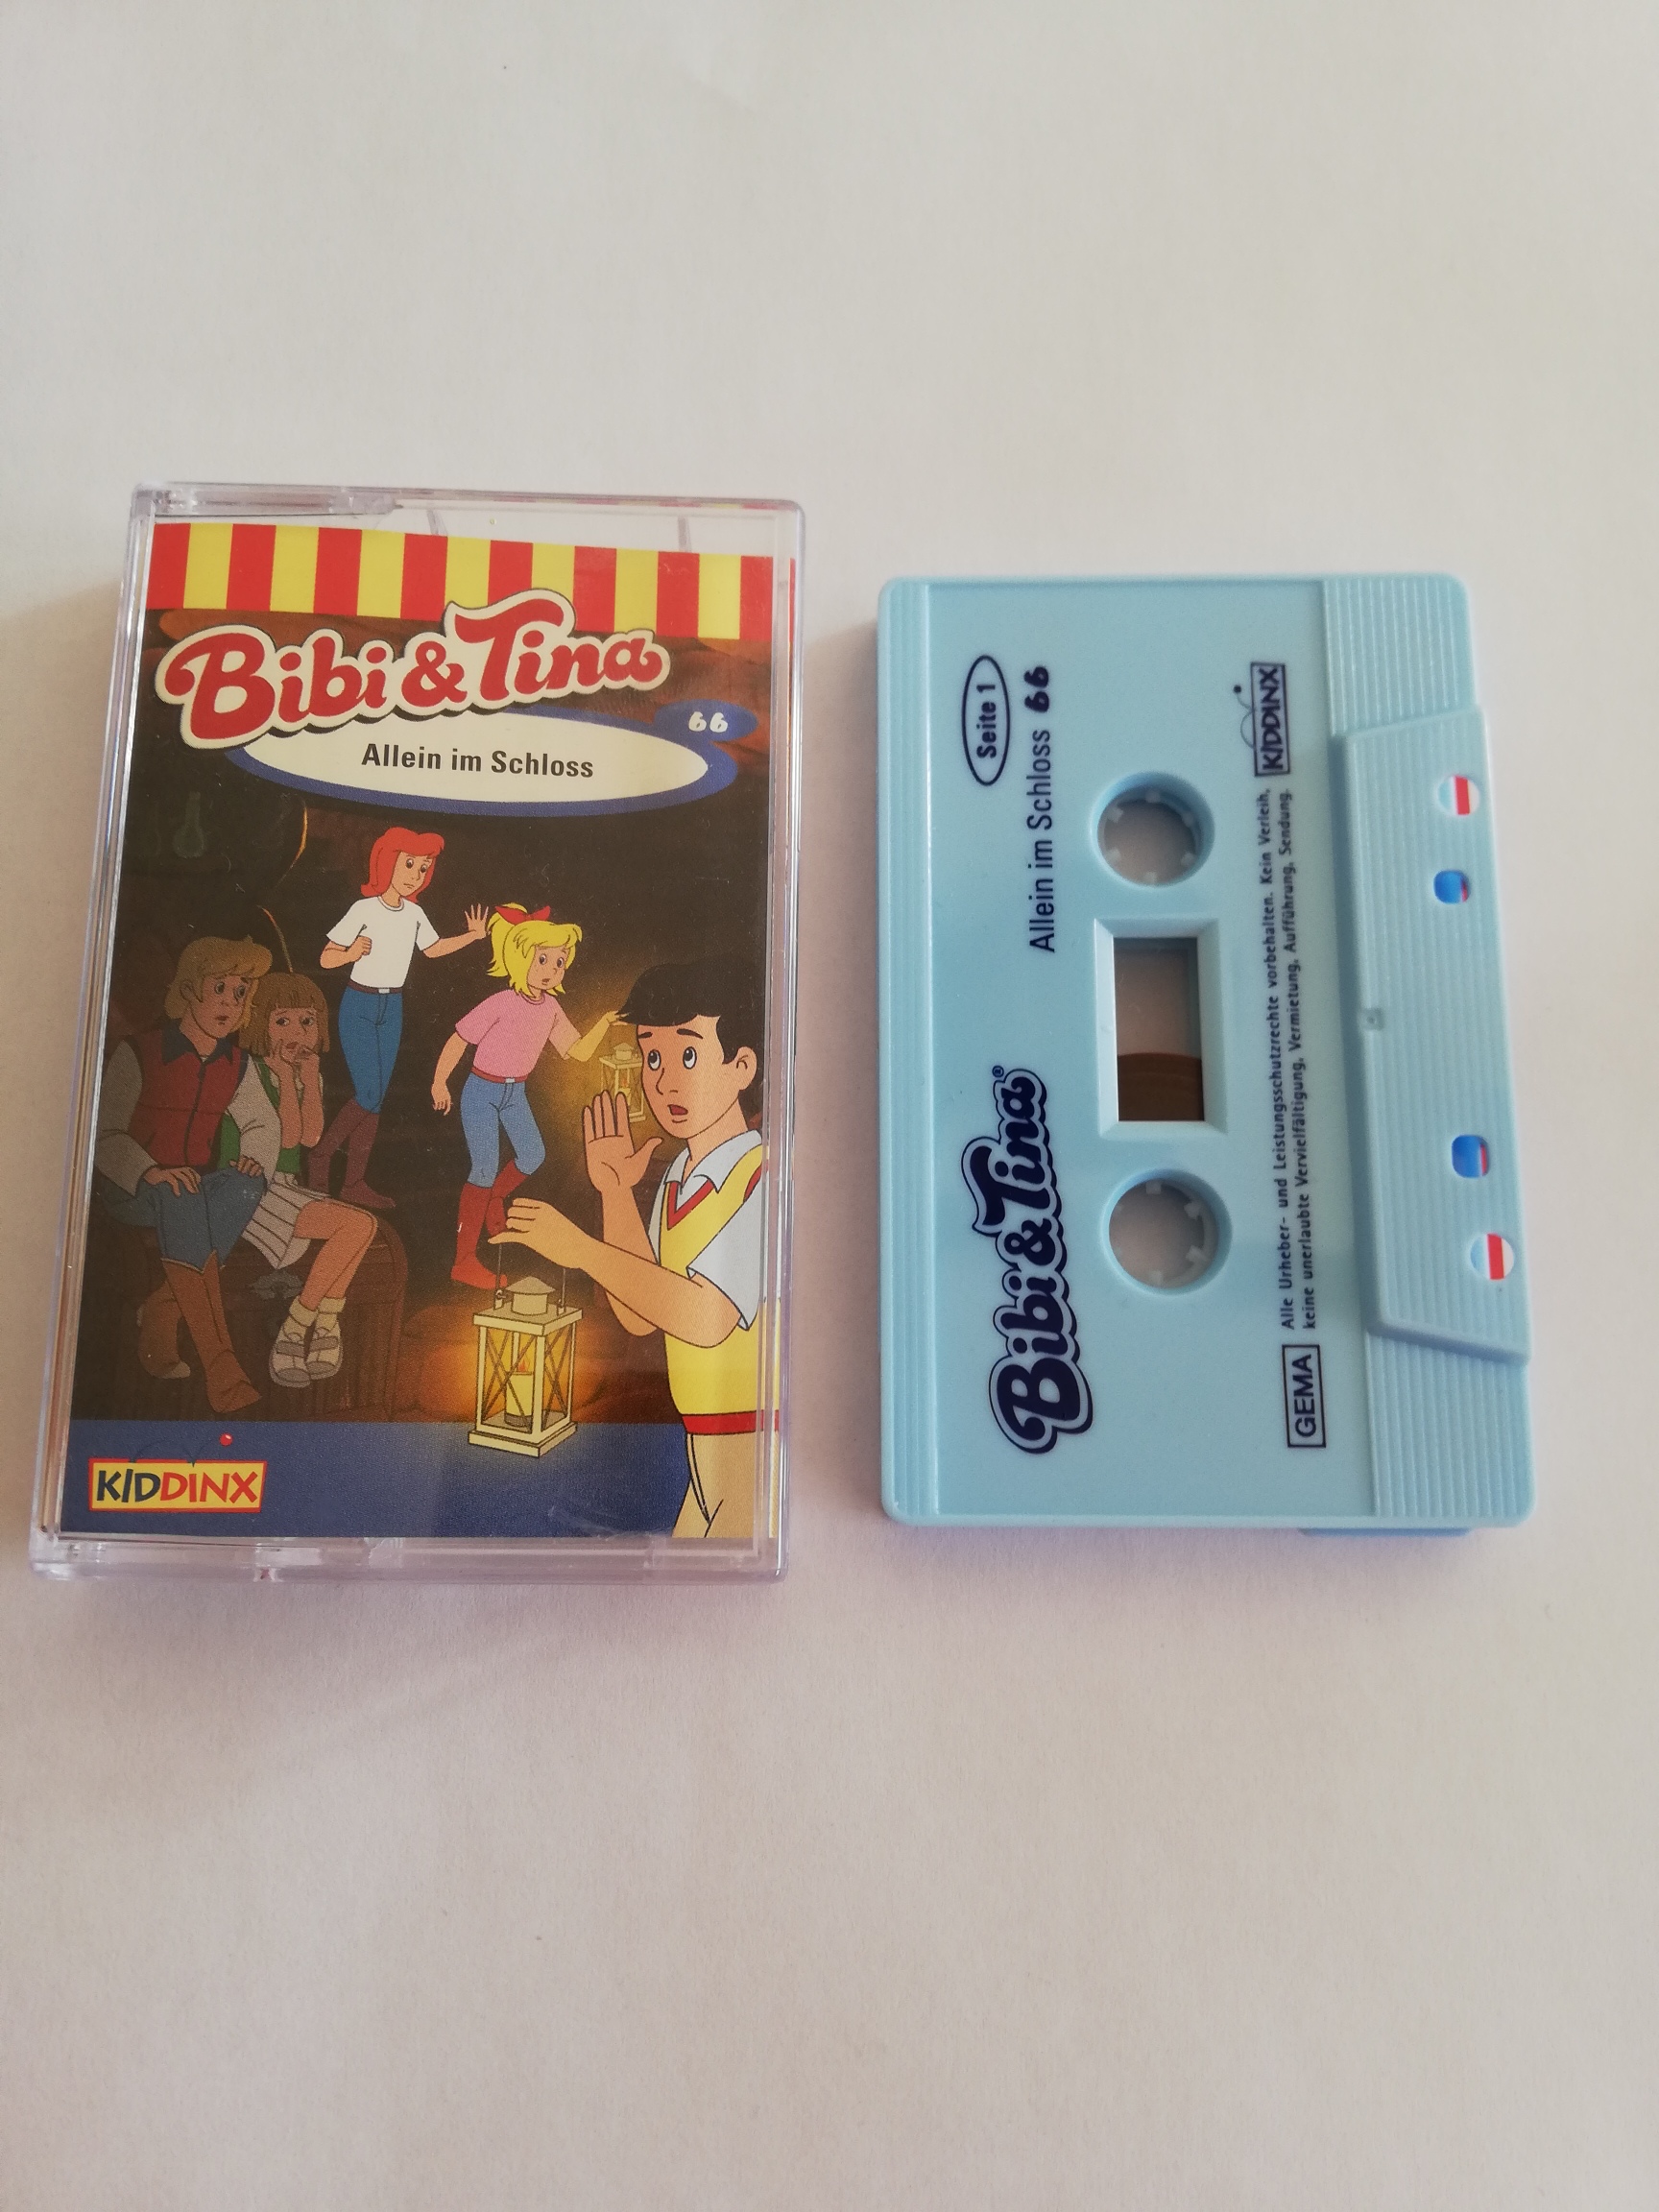 Bibi & Tina
66
Allein im Schloss
KIDDINX
Seite 1
Bibi & Tina®
Allein im Schloss 66
GEMA
Alle Urheber- und Leistungsschutzrechte vorbehalten. Kein Verleih,
keine unerlaubte Vervielfältigung, Vermietung, Aufführung, Sendung.
KIDDINX